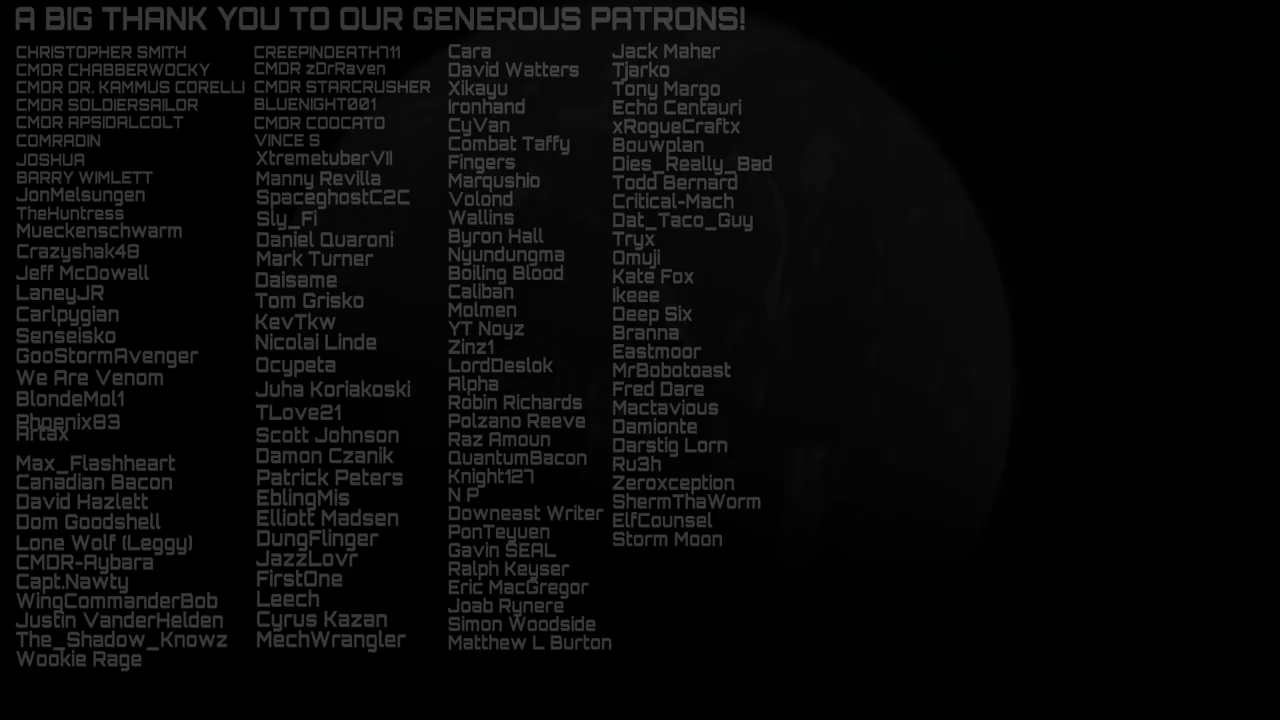 A BIG THANK YOU TO OUR GENEROUS PATRONS!
CHRISTOPHER SMITH
CMDR CHABBERWOCKY
CMDR DR. KAMMUS CORELLI
CMDR SOLDIERSAILOR
CMDR APSIDALCOLT
COMRADIN
JOSHUA
BARRY WIMLETT
JonMelsungen
TheHuntress
Mueckenschwarm
Crazyshak48
Jeff McDowall
LaneyJR
Carlpygian
Senseisko
GooStormAvenger
We Are Venom
BlondeMol1
Phoenix83
Artax
Max_Flashheart
Canadian Bacon
David Hazlett
Dom Goodshell
Lone Wolf (Leggy)
CMDR-Aybara
Capt.Nawty
WingCommanderBob
Justin VanderHelden
The_Shadow_Knowz
Wookie Rage
CREEPINDEATH711
CMDR zDrRaven
CMDR STARCRUSHER
BLUENIGHT001
CMDR COOCATO
VINCE S
XtremetuberVII
Manny Revilla
SpaceghostC2C
Sly_Fi
Daniel Quaroni
Mark Turner
Daisame
Tom Grisko
KevTkw
Nicolai Linde
Ocypeta
Juha Koriakoski
TLove21
Scott Johnson
Damon Czanik
Patrick Peters
EblingMis
Elliott Madsen
DungFlinger
JazzLovr
FirstOne
Leech
Cyrus Kazan
MechWrangler
Cara
David Watters
Xikayu
Ironhand
CyVan
Combat Taffy
Fingers
Marqushio
Volond
Wallins
Byron Hall
Nyundungma
Boiling Blood
Caliban
Molmen
YT Noyz
Zinz1
LordDeslok
Alpha
Robin Richards
Polzano Reeve
Raz Amoun
QuantumBacon
Knight127
N P
Downeast Writer
PonTeyuen
Gavin SEAL
Ralph Keyser
Eric MacGregor
Joab Rynere
Simon Woodside
Matthew L Burton
Jack Maher
Tjarko
Tony Margo
Echo Centauri
xRogueCraftx
Bouwplan
Dies_Really_Bad
Todd Bernard
Critical-Mach
Dat_Taco_Guy
Tryx
Omuji
Kate Fox
Ikeee
Deep Six
Branna
Eastmoor
MrBobotoast
Fred Dare
Mactavious
Damionte
Darstig Lorn
Ru3h
Zeroxception
ShermThaWorm
ElfCounsel
Storm Moon